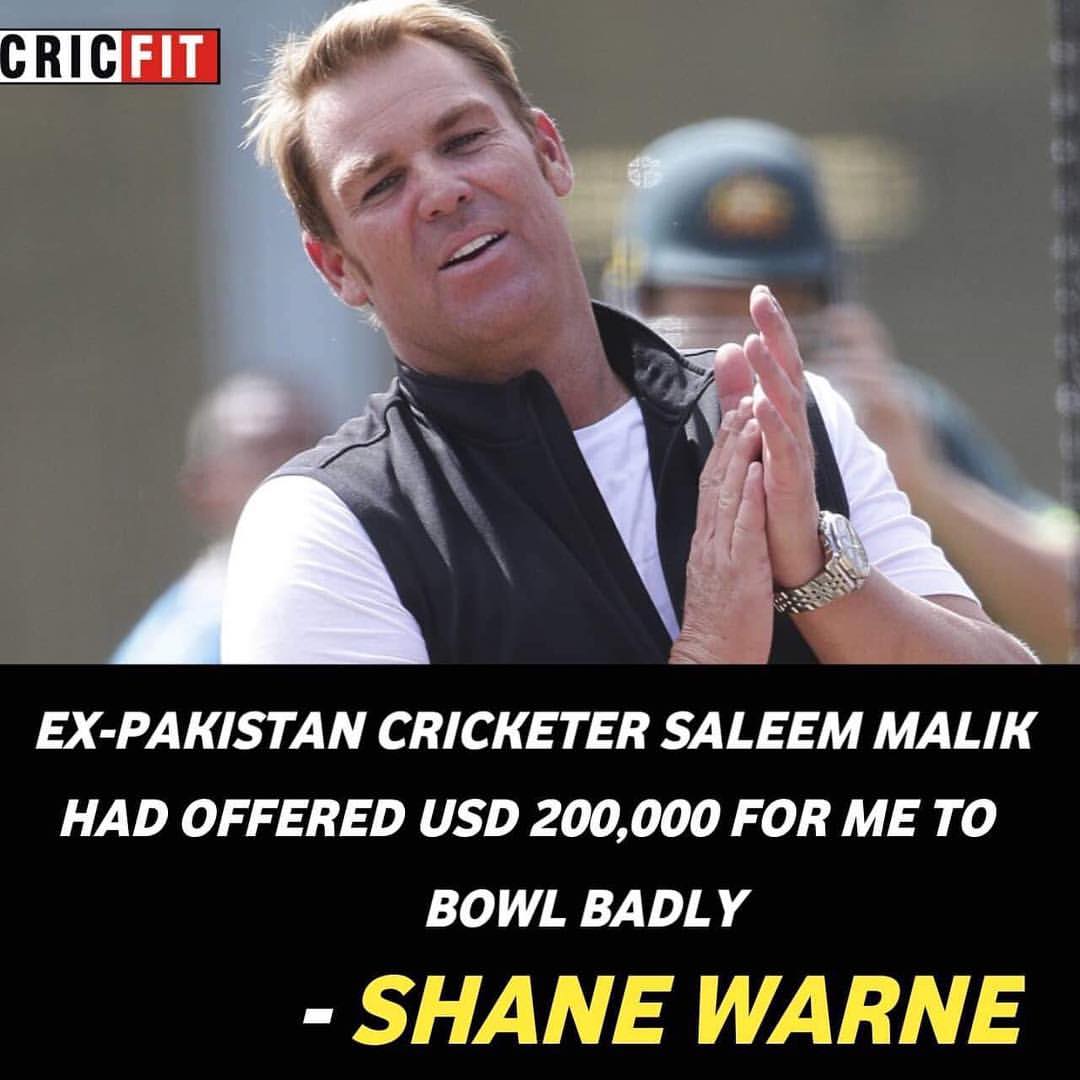 CRICFIT
EX-PAKISTAN CRICKETER SALEEM MALIK
HAD OFFERED USD 200,000 FOR ME TO
BOWL BADLY
- SHANE WARNE